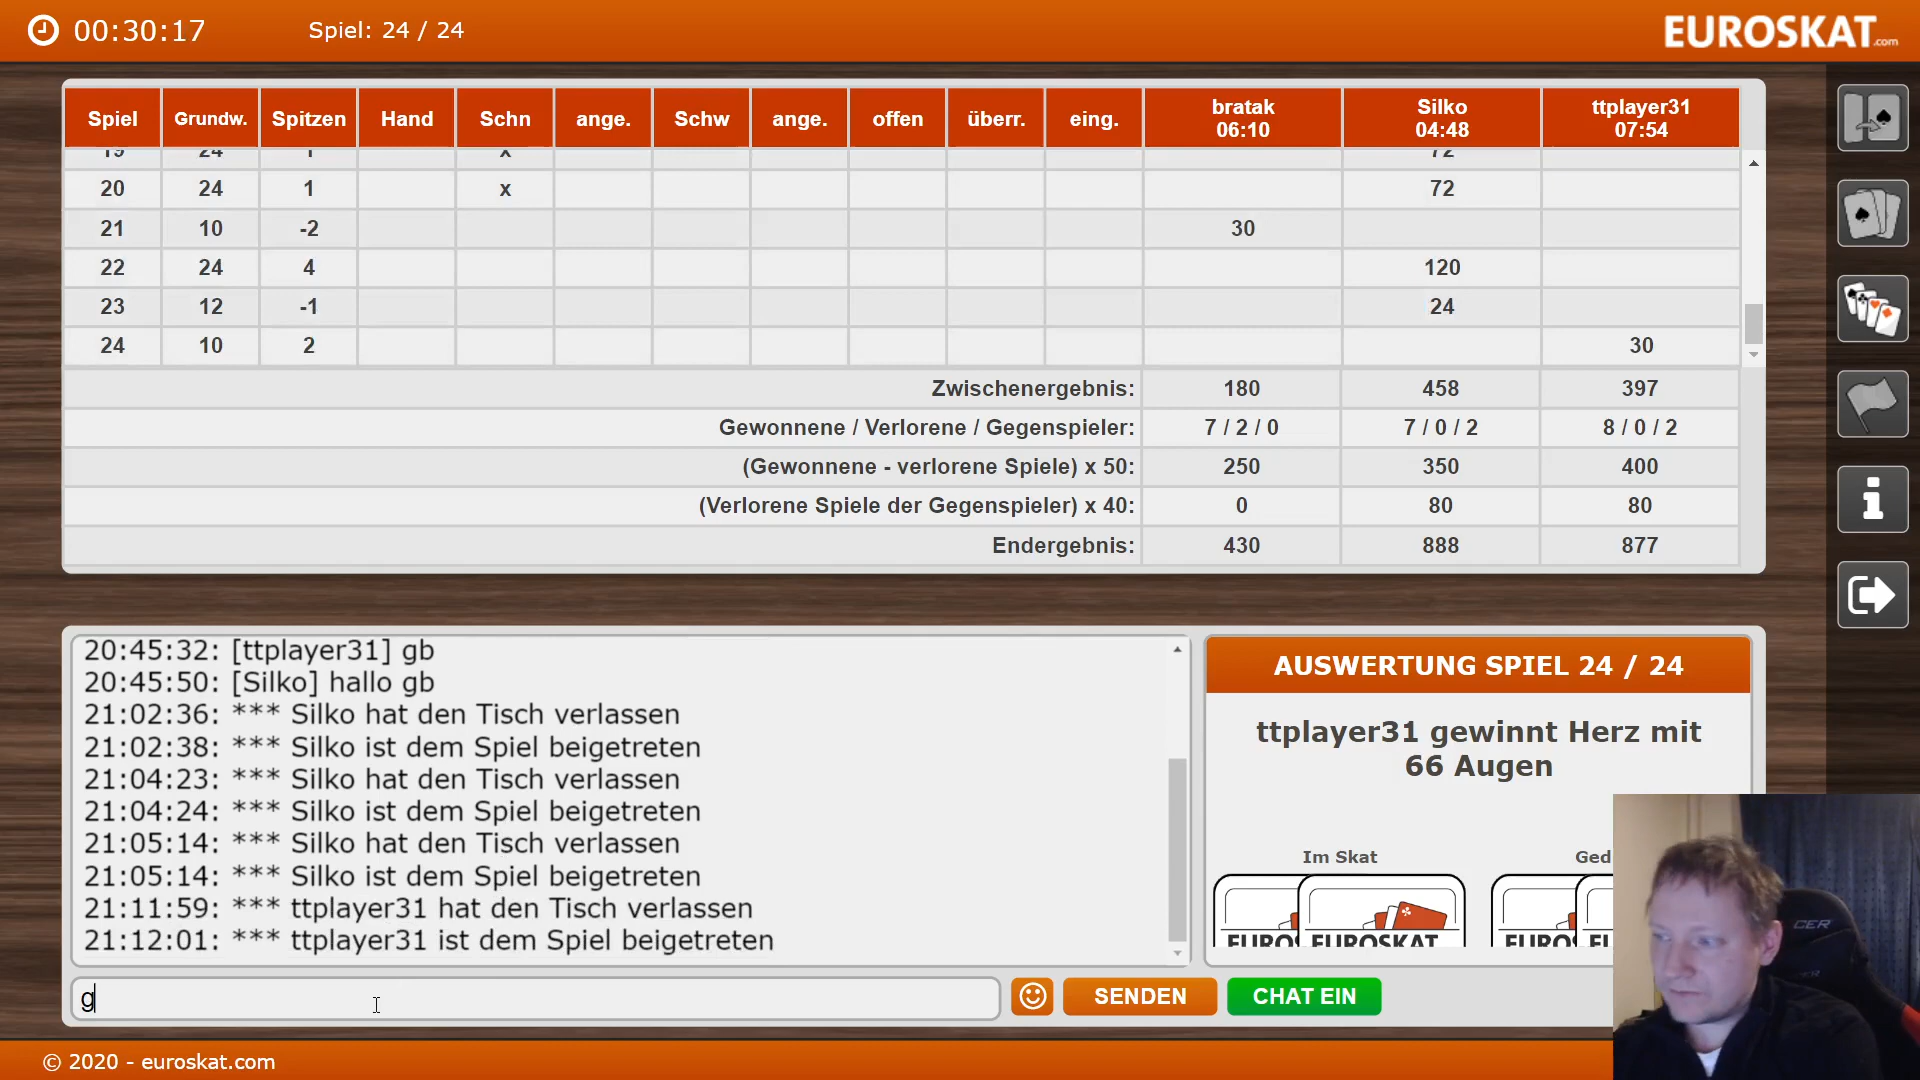 00:30:17
Spiel: 24 / 24
EUROSKAT.com
Spiel Grundw. Spitzen Hand Schn ange. Schw ange. offen überr. eing. bratak 06:10 Silko 04:48 ttplayer31 07:54
19 24 1 x 72
20 24 1 x 72
21 10 -2 30
22 24 4 120
23 12 -1 24
24 10 2 30
Zwischenergebnis: 180 458 397
Gewonnene / Verlorene / Gegenspieler: 7 / 2 / 0 7 / 0 / 2 8 / 0 / 2
(Gewonnene - verlorene Spiele) x 50: 250 350 400
(Verlorene Spiele der Gegenspieler) x 40: 0 80 80
Endergebnis: 430 888 877
20:45:32: [ttplayer31] gb
20:45:50: [Silko] hallo gb
21:02:36: *** Silko hat den Tisch verlassen
21:02:38: *** Silko ist dem Spiel beigetreten
21:04:23: *** Silko hat den Tisch verlassen
21:04:24: *** Silko ist dem Spiel beigetreten
21:05:14: *** Silko hat den Tisch verlassen
21:05:14: *** Silko ist dem Spiel beigetreten
21:11:59: *** ttplayer31 hat den Tisch verlassen
21:12:01: *** ttplayer31 ist dem Spiel beigetreten
g
SENDEN
CHAT EIN
AUSWERTUNG SPIEL 24 / 24
ttplayer31 gewinnt Herz mit
66 Augen
Im Skat
Ged
EURO EUROSKAT EURO EU
© 2020 - euroskat.com